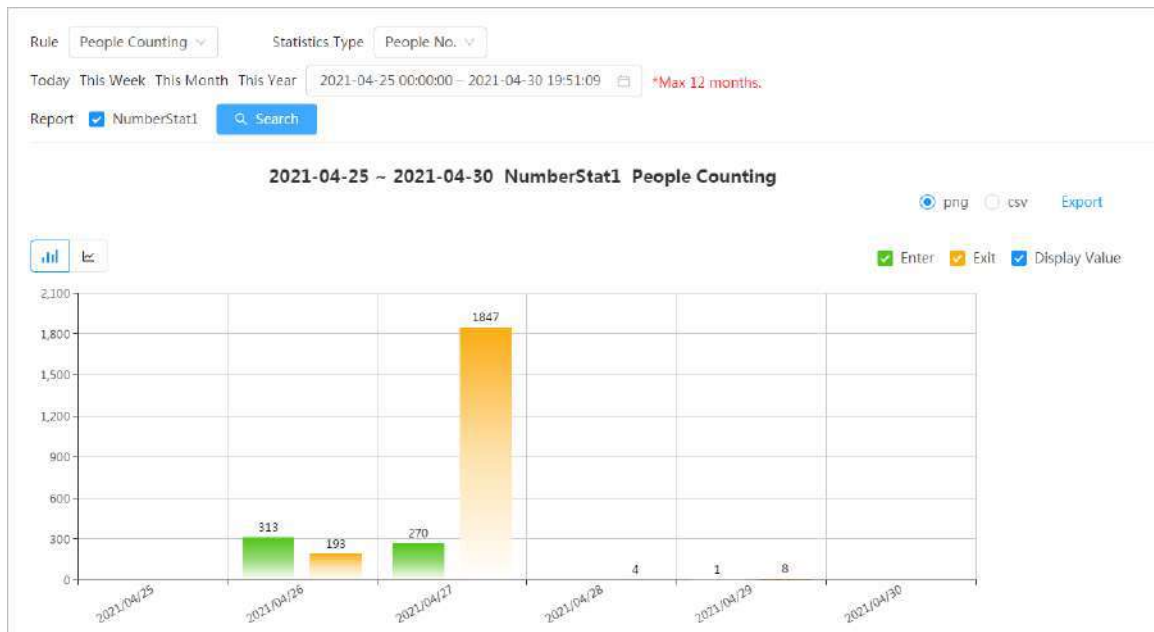 Rule People Counting Statistics Type People No.
Today This Week This Month This Year 2021-04-25 00:00:00 ~ 2021-04-30 19:51:09 *Max 12 months.
Report NumberStat1 Search
2021-04-25 ~ 2021-04-30 NumberStat1 People Counting
png csv Export
Enter Exit Display Value
2,100
1847
1,800
1,500
1,200
900
600
313 193 270
300
4 1 8
0
2021/04/25 2021/04/26 2021/04/27 2021/04/28 2021/04/29 2021/04/30